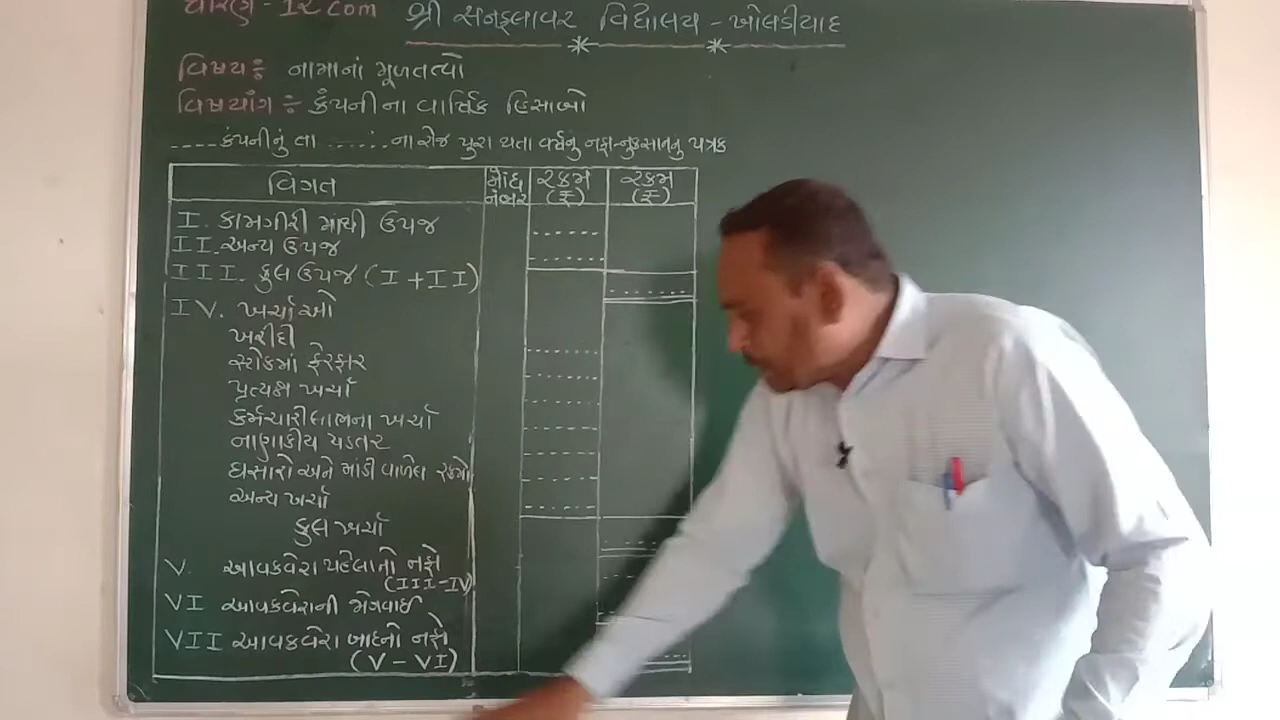 ધોરણ - 12 com
શ્રી સનફ્લાવર વિદ્યાલય - ખોલડીયાદ
વિષય ઃ નામાનાં મૂળતત્વો
વિષયાંગ ઃ કંપનીના વાર્ષિક હિસાબો
.... કંપનીનું તા ...... ના રોજ પુરા થતા વર્ષનું નફા-નુકસાનનું પત્રક
વિગત
નોંધ નંબર
રકમ (₹)
રકમ (₹)
I. કામગીરી માંથી ઉપજ
II. અન્ય ઉપજ
III. કુલ ઉપજ (I + II)
IV. ખર્ચાઓ
ખરીદી
સ્ટોકમાં ફેરફાર
પ્રત્યક્ષ ખર્ચા
કર્મચારીલાભના ખર્ચા
નાણાકીય પડતર
ઘસારો અને માંડી વાળેલ રકમો
અન્ય ખર્ચા
કુલ ખર્ચા
V. આવકવેરા પહેલાનો નફો
(III - IV)
VI આવકવેરાની જોગવાઈ
VII આવકવેરા બાદનો નફો
(V - VI)